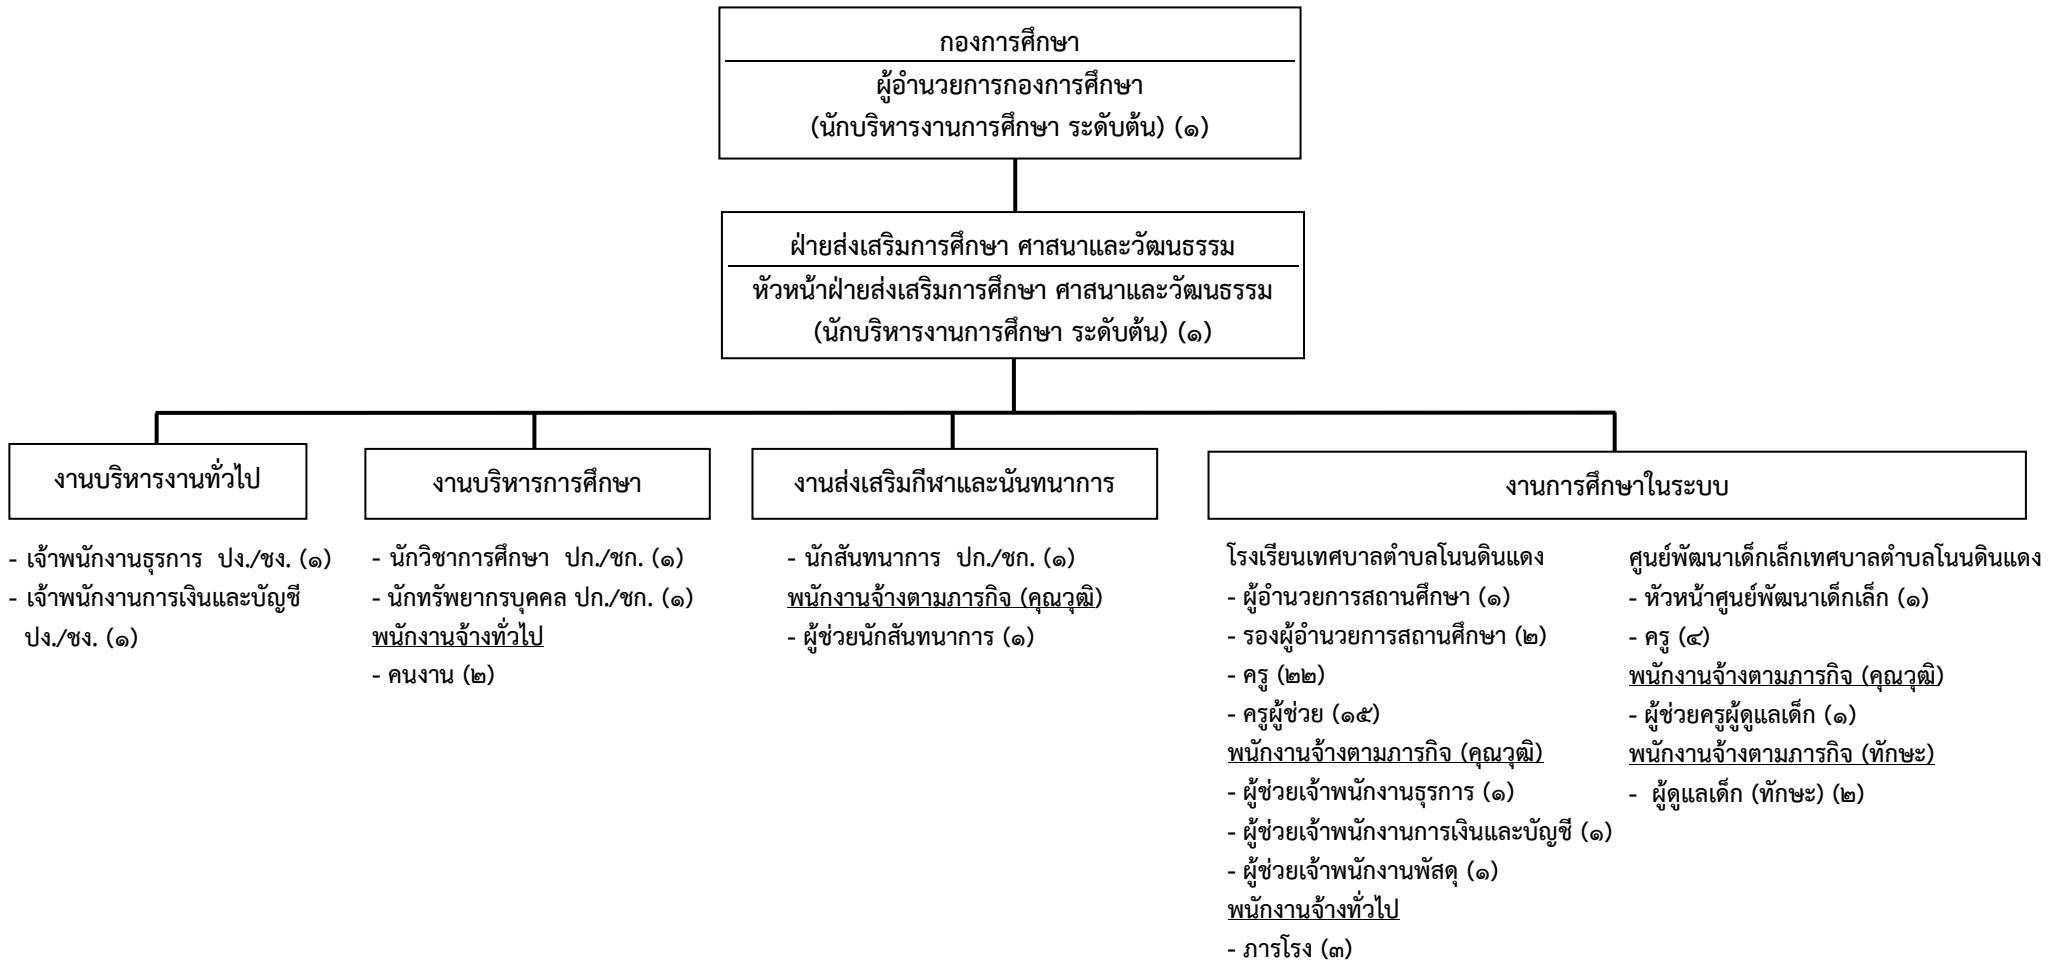 กองการศึกษา
ผู้อำนวยการกองการศึกษา
(นักบริหารงานการศึกษา ระดับต้น) (๑)
ฝ่ายส่งเสริมการศึกษา ศาสนาและวัฒนธรรม
หัวหน้าฝ่ายส่งเสริมการศึกษา ศาสนาและวัฒนธรรม
(นักบริหารงานการศึกษา ระดับต้น) (๑)
งานบริหารงานทั่วไป
- เจ้าพนักงานธุรการ ปง./ชง. (๑)
- เจ้าพนักงานการเงินและบัญชี
ปง./ชง. (๑)
งานบริหารการศึกษา
- นักวิชาการศึกษา ปก./ชก. (๑)
- นักทรัพยากรบุคคล ปก./ชก. (๑)
พนักงานจ้างทั่วไป
- คนงาน (๒)
งานส่งเสริมกีฬาและนันทนาการ
- นักสันทนาการ ปก./ชก. (๑)
พนักงานจ้างตามภารกิจ (คุณวุฒิ)
- ผู้ช่วยนักสันทนาการ (๑)
งานการศึกษาในระบบ
โรงเรียนเทศบาลตำบลโนนดินแดง
- ผู้อำนวยการสถานศึกษา (๑)
- รองผู้อำนวยการสถานศึกษา (๒)
- ครู (๒๒)
- ครูผู้ช่วย (๑๕)
พนักงานจ้างตามภารกิจ (คุณวุฒิ)
- ผู้ช่วยเจ้าพนักงานธุรการ (๑)
- ผู้ช่วยเจ้าพนักงานการเงินและบัญชี (๑)
- ผู้ช่วยเจ้าพนักงานพัสดุ (๑)
พนักงานจ้างทั่วไป
- ภารโรง (๓)
ศูนย์พัฒนาเด็กเล็กเทศบาลตำบลโนนดินแดง
- หัวหน้าศูนย์พัฒนาเด็กเล็ก (๑)
- ครู (๔)
พนักงานจ้างตามภารกิจ (คุณวุฒิ)
- ผู้ช่วยครูผู้ดูแลเด็ก (๑)
พนักงานจ้างตามภารกิจ (ทักษะ)
- ผู้ดูแลเด็ก (ทักษะ) (๒)